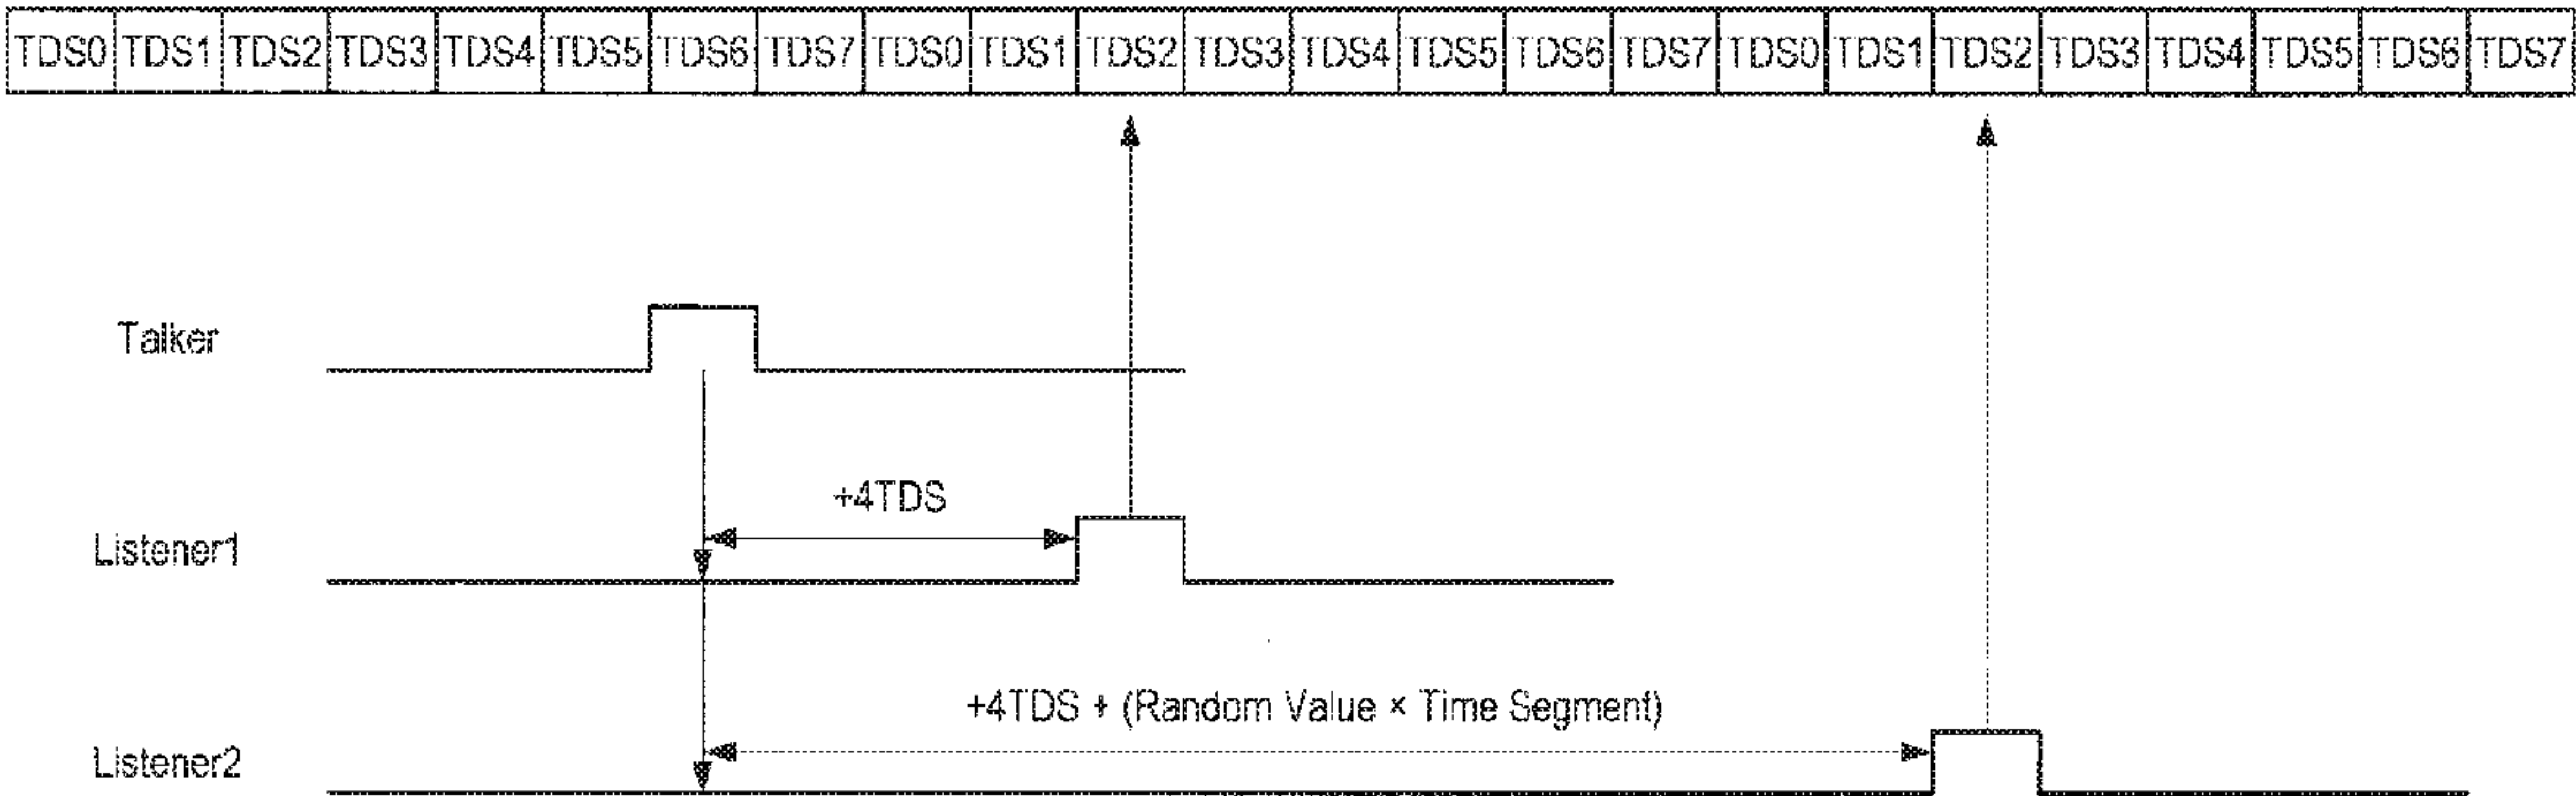 TDS0 TDS1 TDS2 TDS3 TDS4 TDS5 TDS6 TDS7 TDS0 TDS1 TDS2 TDS3 TDS4 TDS5 TDS6 TDS7 TDS0 TDS1 TDS2 TDS3 TDS4 TDS5 TDS6 TDS7
Talker
+4TDS
Listener1
+4TDS + (Random Value × Time Segment)
Listener2